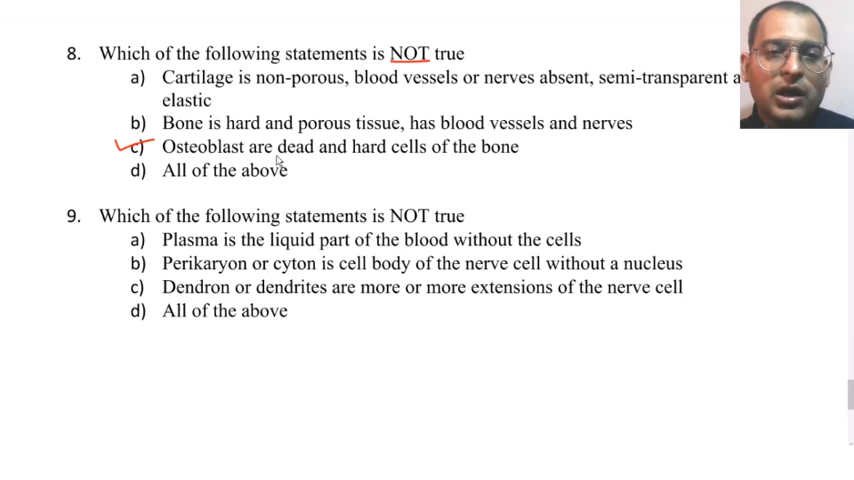 8. Which of the following statements is NOT true
a) Cartilage is non-porous, blood vessels or nerves absent, semi-transparent a
elastic
b) Bone is hard and porous tissue, has blood vessels and nerves
c) Osteoblast are dead and hard cells of the bone
d) All of the above
9. Which of the following statements is NOT true
a) Plasma is the liquid part of the blood without the cells
b) Perikaryon or cyton is cell body of the nerve cell without a nucleus
c) Dendron or dendrites are more or more extensions of the nerve cell
d) All of the above